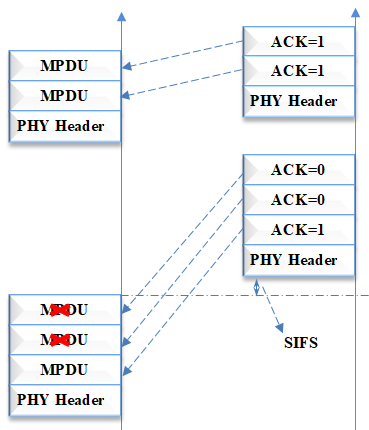 MPDU
MPDU
PHY Header
ACK=1
ACK=1
PHY Header
ACK=0
ACK=0
ACK=1
PHY Header
SIFS
MPDU
MPDU
MPDU
PHY Header